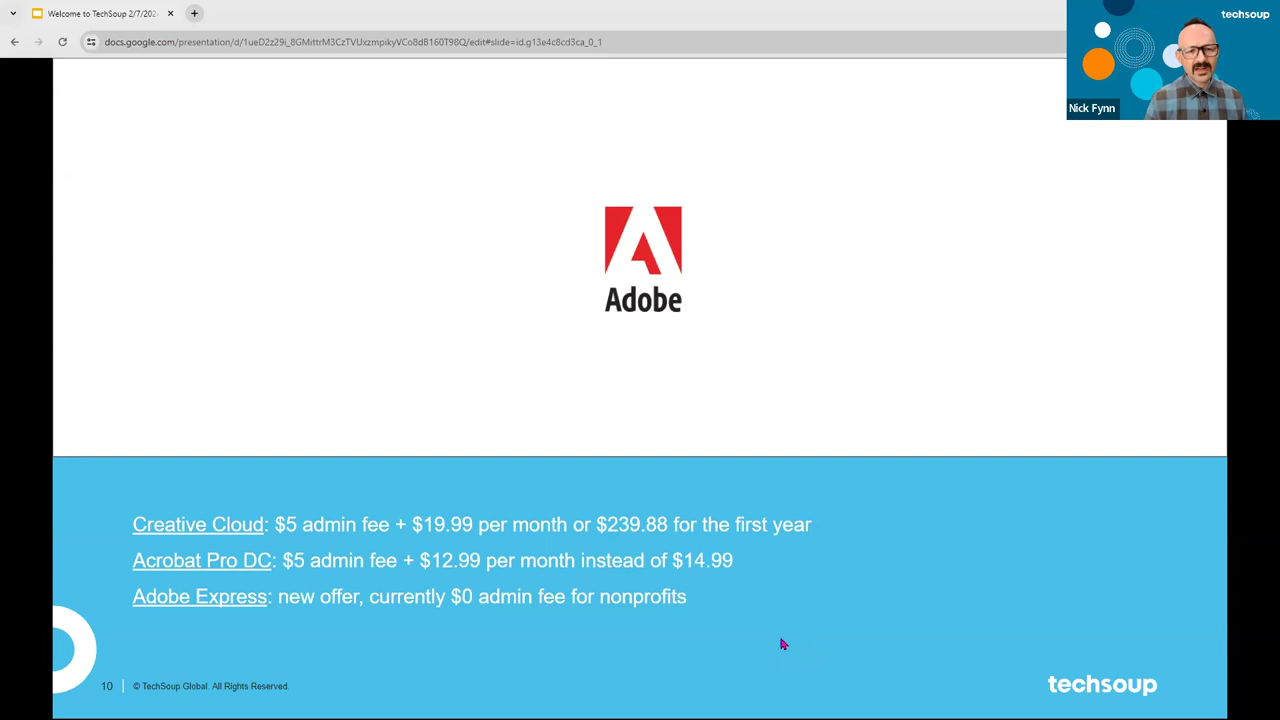 Welcome to TechSoup 2/7/202
docs.google.com/presentation/d/1ueD2z29i_8GMittrM3CzTVUxzmpikyVCo8dB160T98Q/edit#slide=id.g13e4c8cd3ca_0_1
techsoup
Nick Fynn
Adobe
Creative Cloud: $5 admin fee + $19.99 per month or $239.88 for the first year
Acrobat Pro DC: $5 admin fee + $12.99 per month instead of $14.99
Adobe Express: new offer, currently $0 admin fee for nonprofits
10
© TechSoup Global. All Rights Reserved.
techsoup